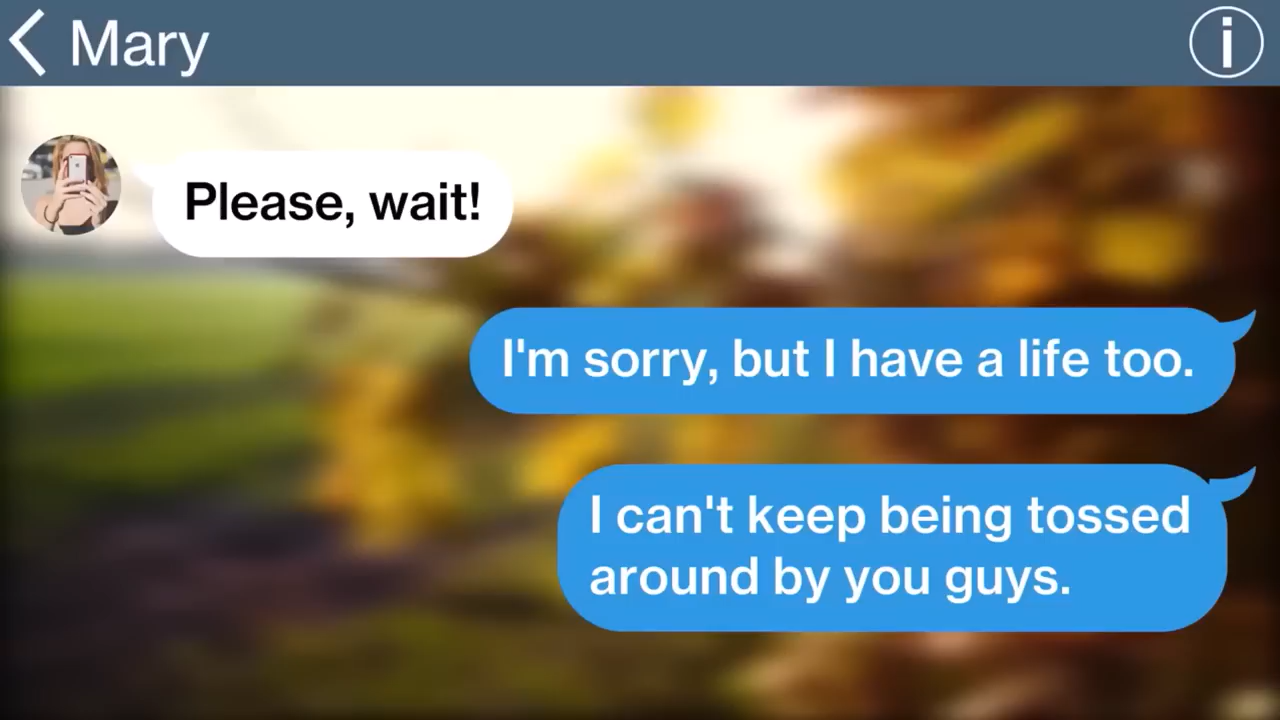 Mary
Please, wait!
I'm sorry, but I have a life too.
I can't keep being tossed
around by you guys.